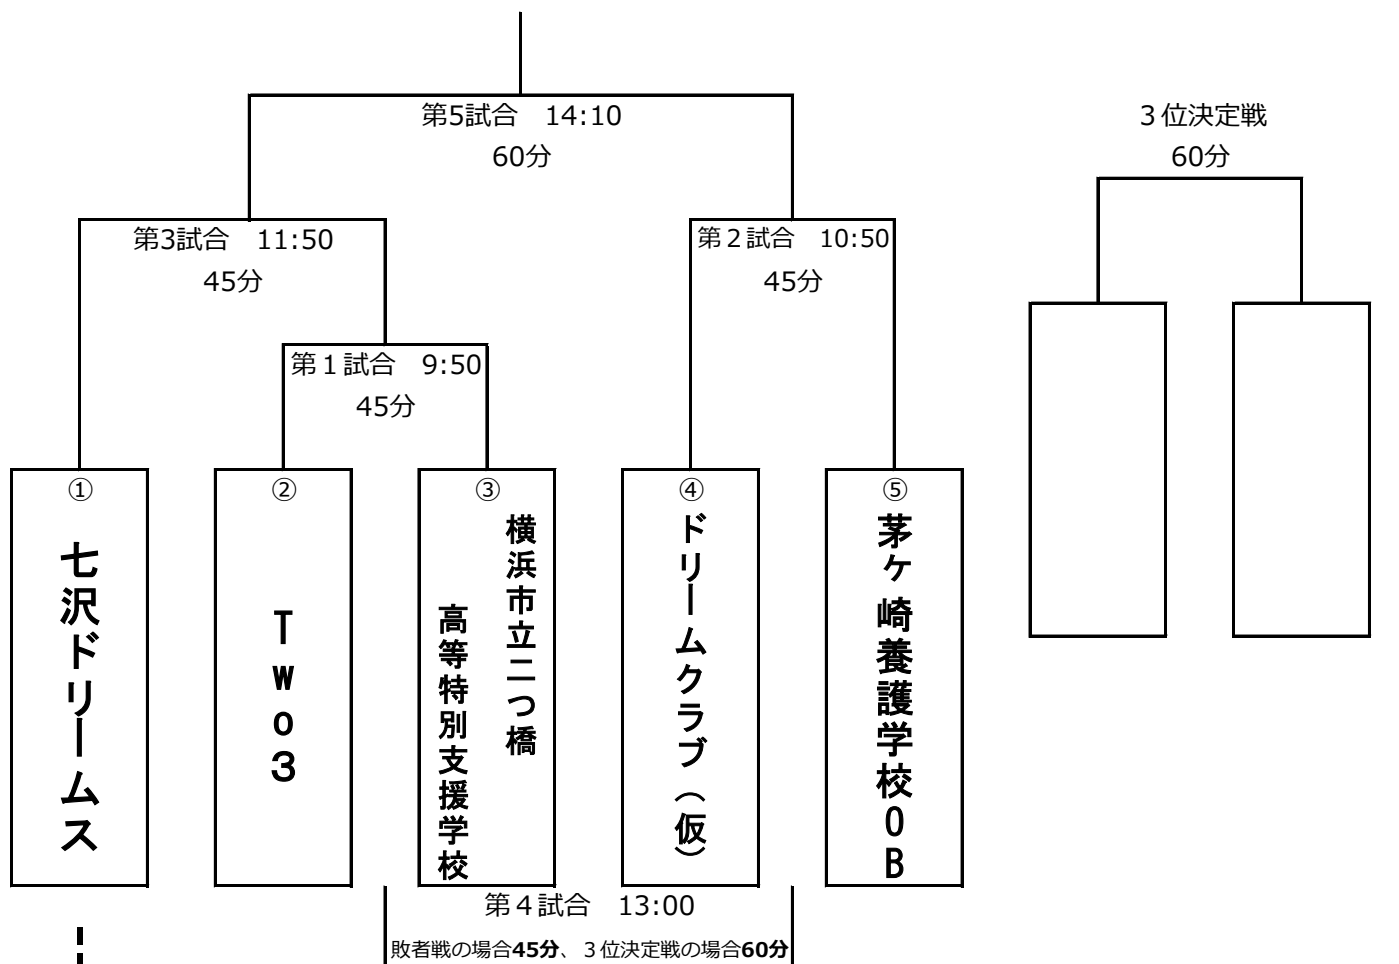 第5試合　14:10
60分
３位決定戦
60分
第3試合　11:50
45分
第２試合　10:50
45分
第１試合　9:50
45分
①
七沢ドリームス
②
Ｔｗｏ３
③
横浜市立二つ橋
高等特別支援学校
④
ドリームクラブ（仮）
⑤
茅ケ崎養護学校ＯＢ
第４試合　13:00
敗者戦の場合45分、３位決定戦の場合60分